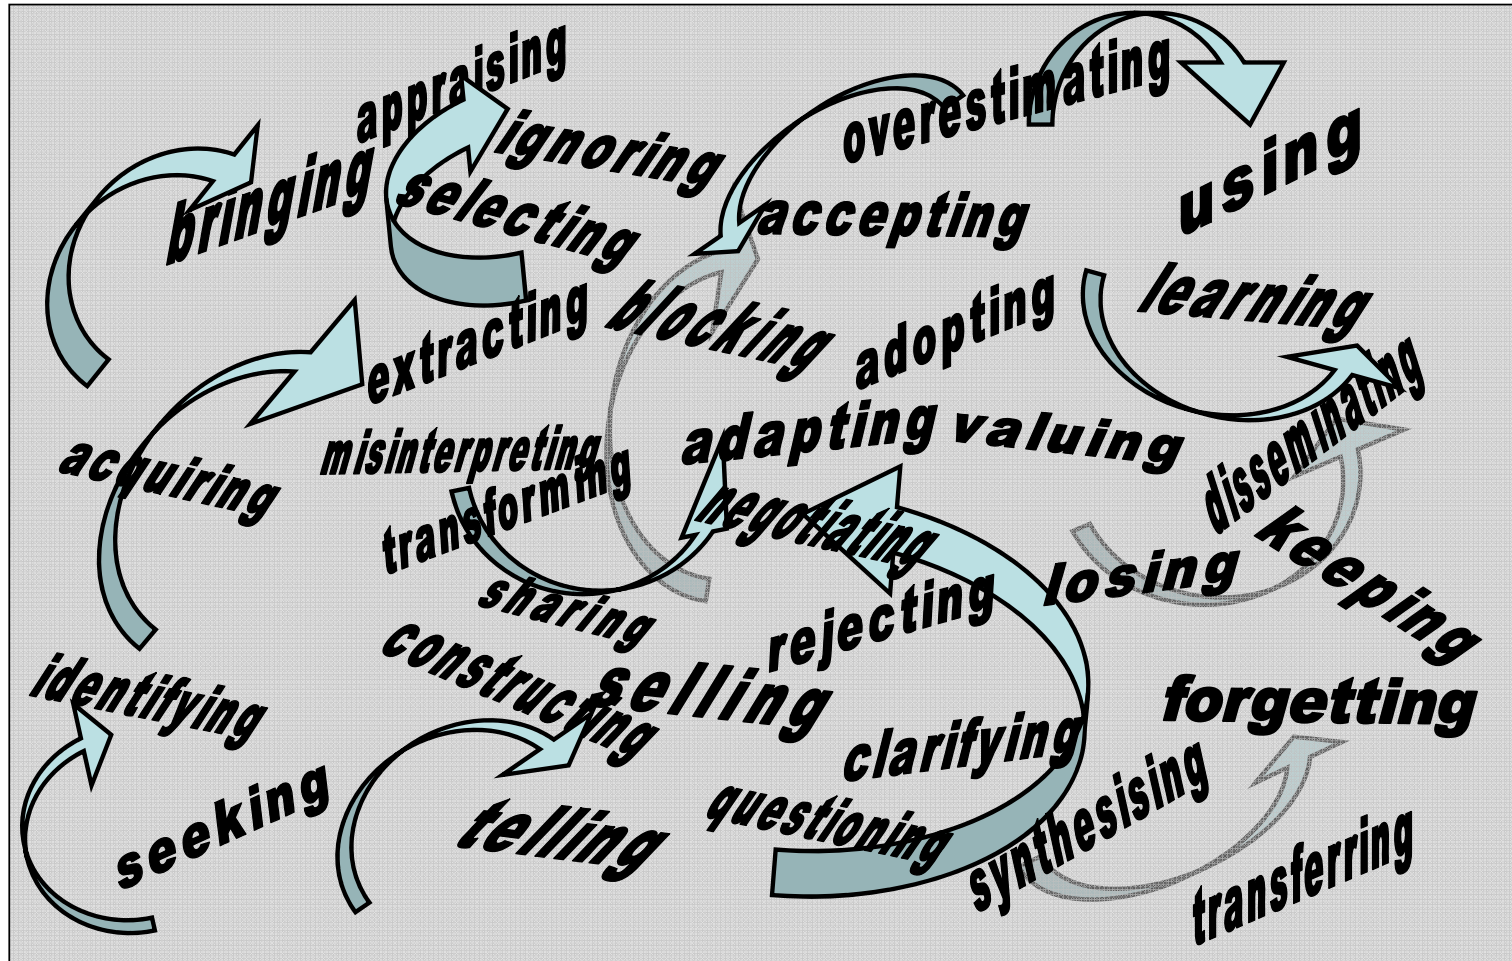 appraising
overestimating
ignoring
using
bringing
selecting
accepting
learning
extracting
blocking
adopting
disseminating
acquiring
misinterpreting
adapting
valuing
transforming
negotiating
keeping
losing
sharing
rejecting
identifying
constructing
selling
forgetting
clarifying
seeking
telling
questioning
synthesising
transferring